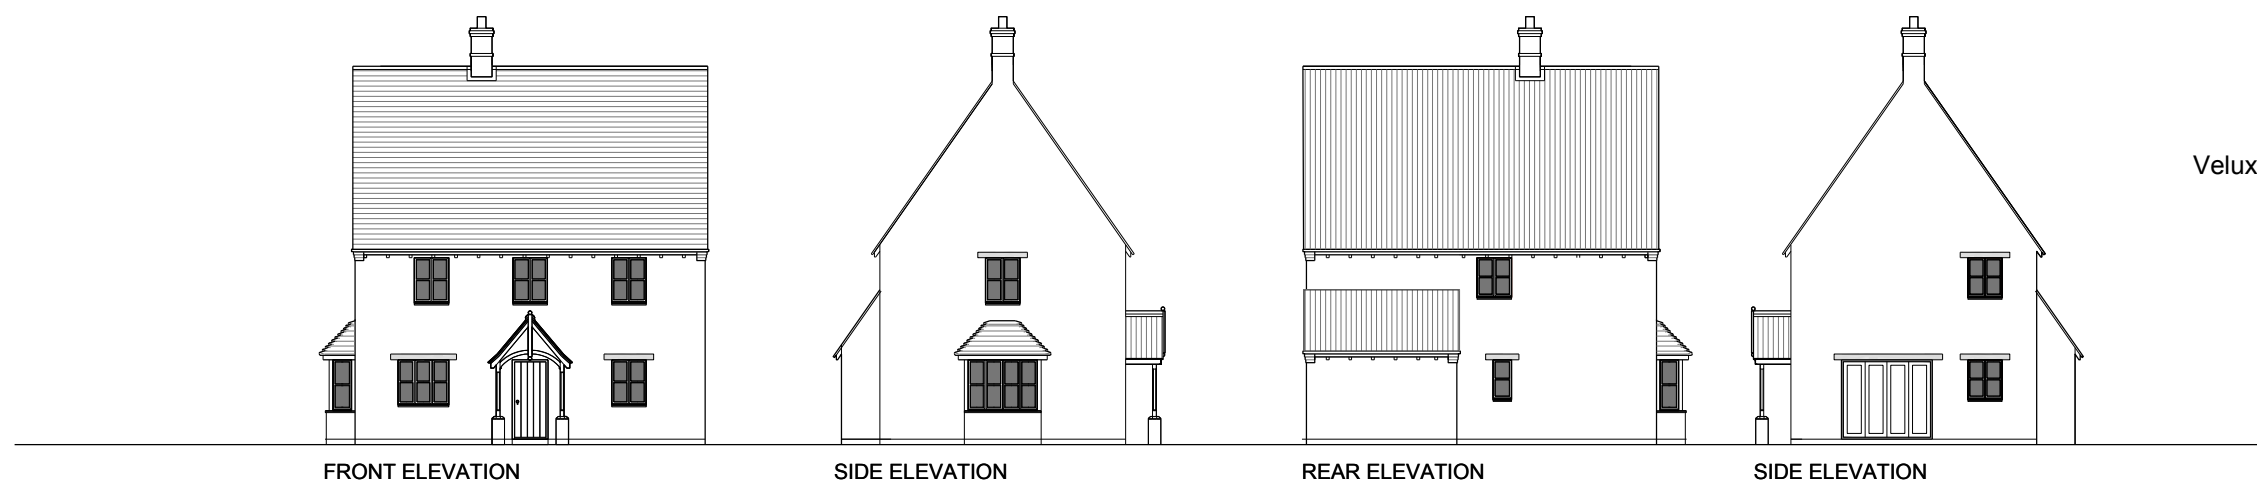 Velux
FRONT ELEVATION
SIDE ELEVATION
REAR ELEVATION
SIDE ELEVATION